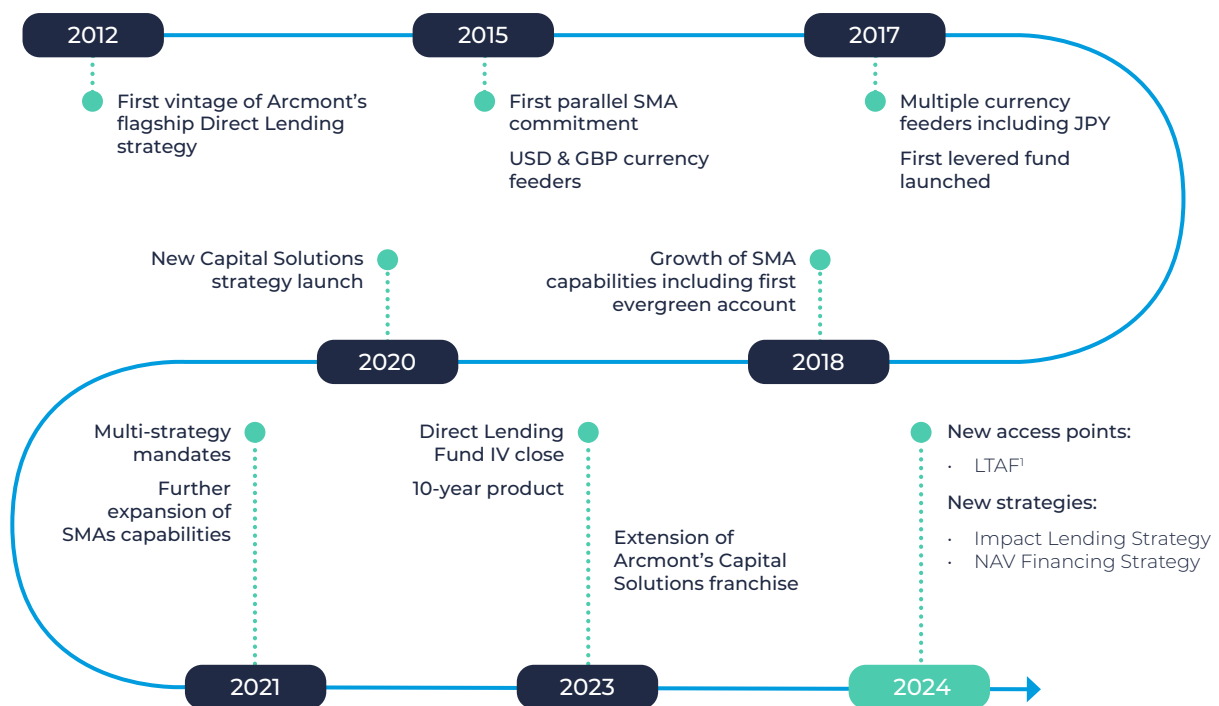 2012
2015
2017
First vintage of Arcmont’s
flagship Direct Lending
strategy
First parallel SMA
commitment
USD & GBP currency
feeders
Multiple currency
feeders including JPY
First levered fund
launched
Growth of SMA
capabilities including first
evergreen account
2018
New Capital Solutions
strategy launch
2020
Multi-strategy
mandates
Further
expansion of
SMAs capabilities
2021
Direct Lending
Fund IV close
10-year product
Extension of
Arcmont’s Capital
Solutions franchise
2023
New access points:
· LTAF¹
New strategies:
· Impact Lending Strategy
· NAV Financing Strategy
2024